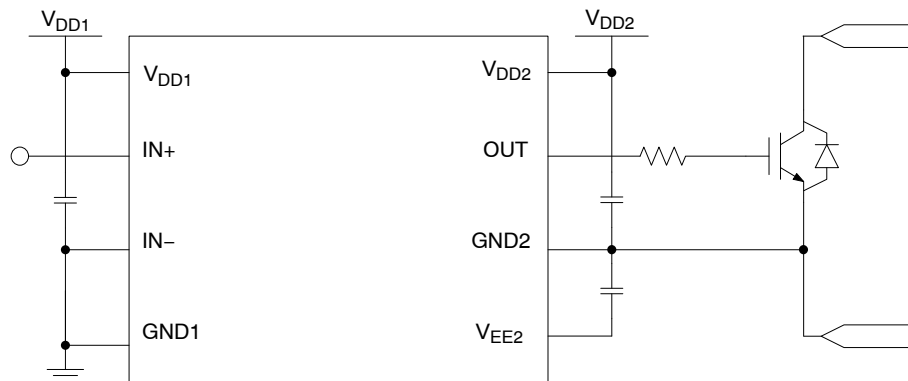 VDD1
VDD2
VDD1
VDD2
IN+
OUT
IN−
GND2
GND1
VEE2